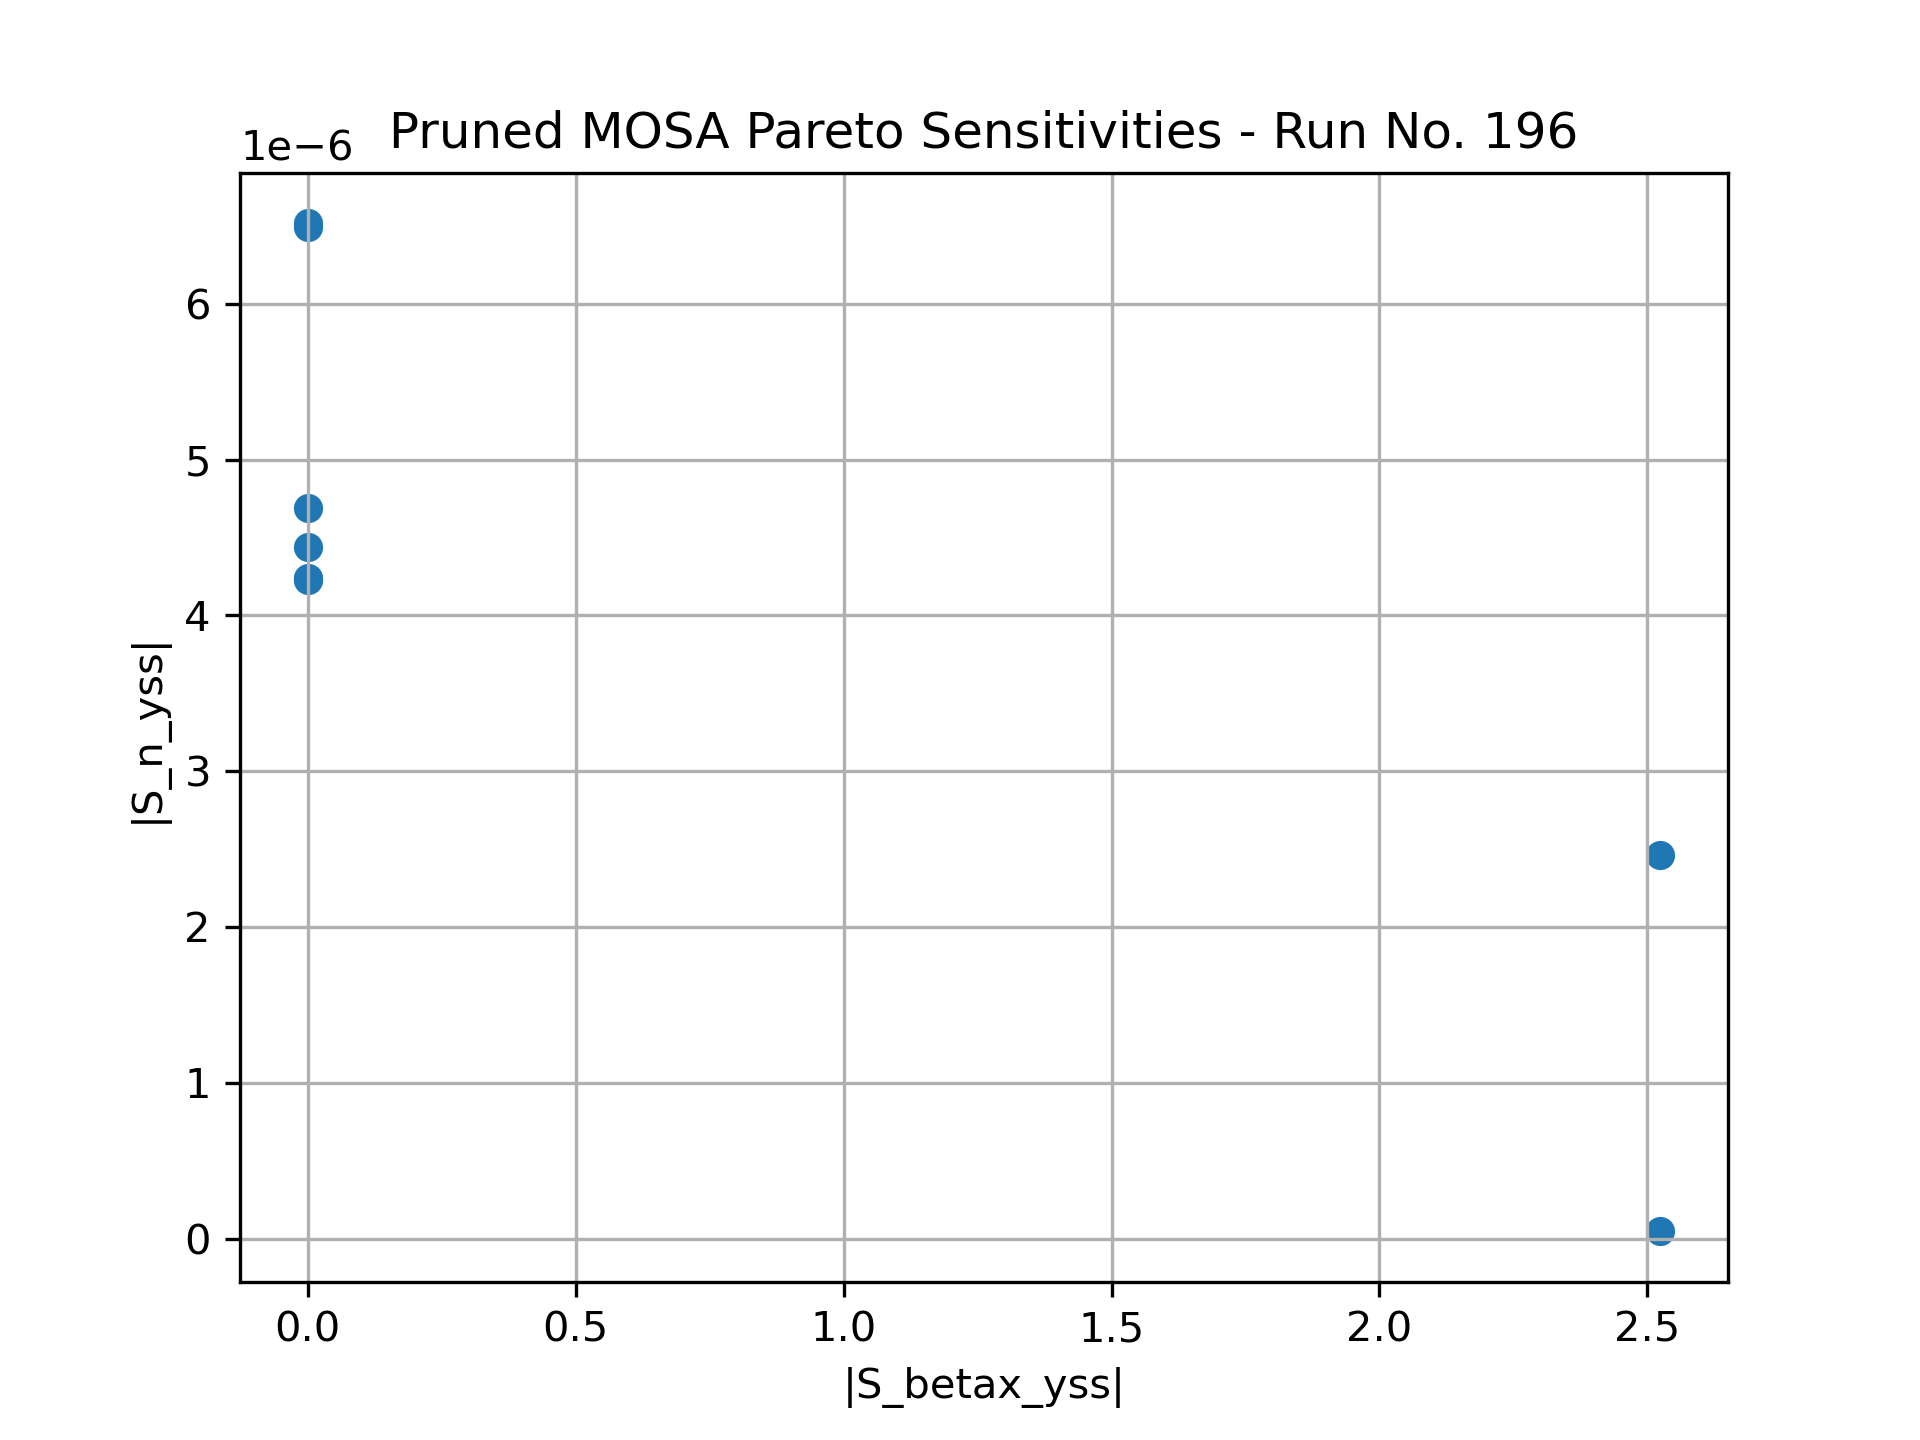 Pruned MOSA Pareto Sensitivities - Run No. 196
1e−6
6
5
4
3
2
1
0
|S_n_yss|
0.0 0.5 1.0 1.5 2.0 2.5
|S_betax_yss|